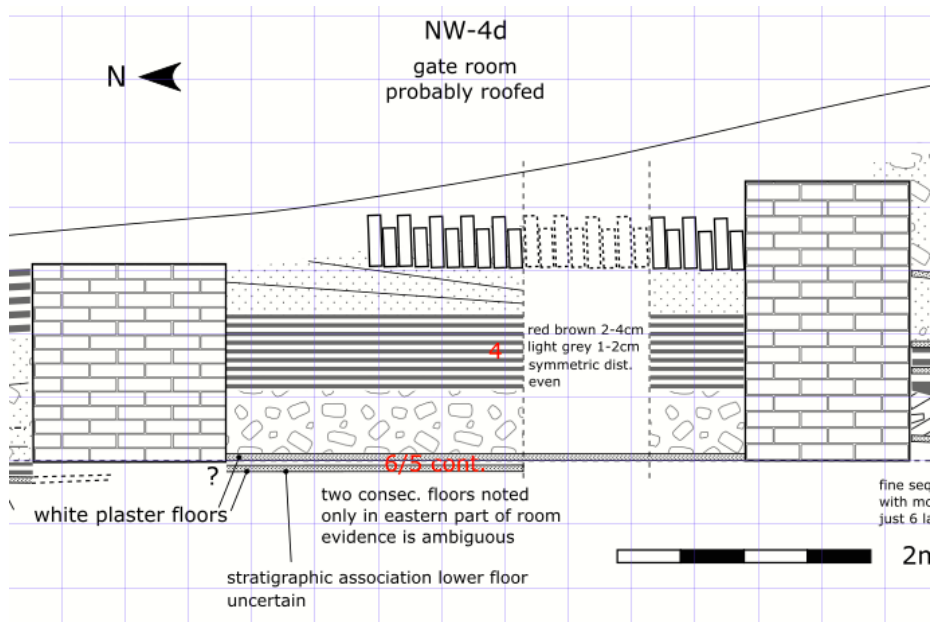 NW-4d
gate room
probably roofed
N
red brown 2-4cm
light grey 1-2cm
symmetric dist.
even
4
6/5 cont.
?
white plaster floors
two consec. floors noted
only in eastern part of room
evidence is ambiguous
stratigraphic association lower floor
uncertain
fine seq
with mo
just 6 la
2m